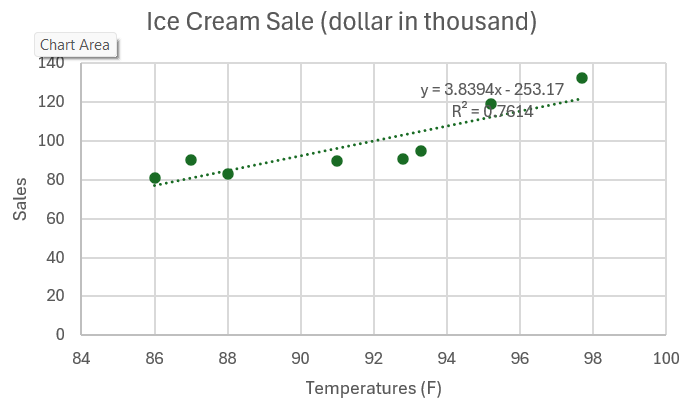 Ice Cream Sale (dollar in thousand)
Chart Area
140
120
100
80
60
40
20
0
Sales
y = 3.8394x - 253.17
R² = 0.7614
84 86 88 90 92 94 96 98 100
Temperatures (F)